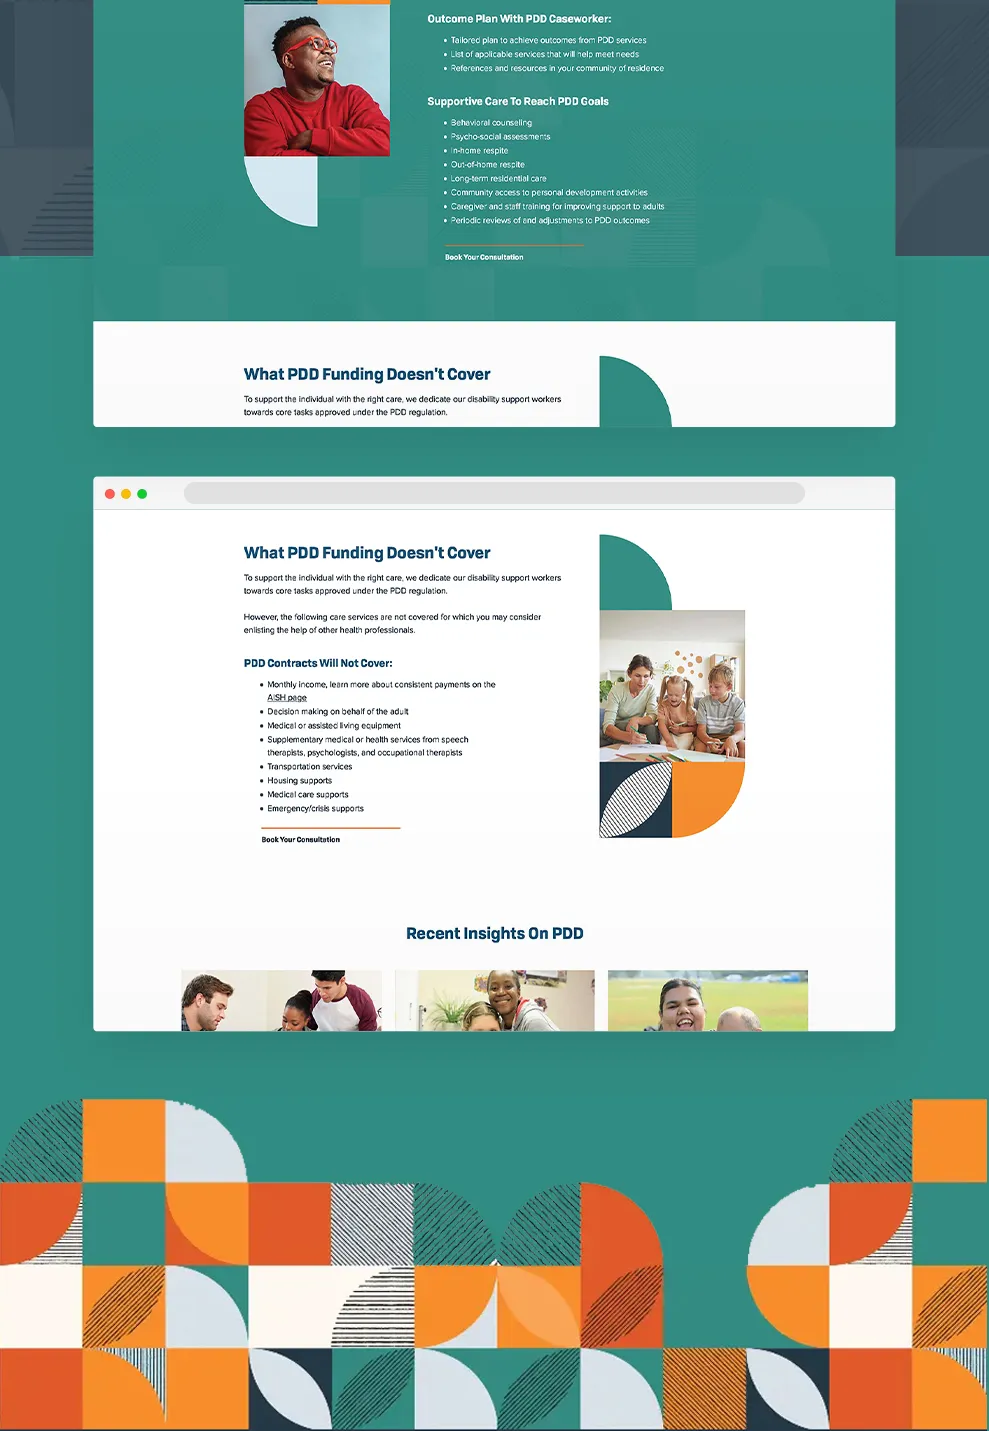 Outcome Plan With PDD Caseworker:
Tailored plan to achieve outcomes from PDD services
List of applicable services that will help meet needs
References and resources in your community of residence
Supportive Care To Reach PDD Goals
Behavioral counseling
Psycho-social assessments
In-home respite
Out-of-home respite
Long-term residential care
Community access to personal development activities
Caregiver and staff training for improving support to adults
Periodic reviews of and adjustments to PDD outcomes
Book Your Consultation
What PDD Funding Doesn't Cover
To support the individual with the right care, we dedicate our disability support workers
towards core tasks approved under the PDD regulation.
What PDD Funding Doesn't Cover
To support the individual with the right care, we dedicate our disability support workers
towards core tasks approved under the PDD regulation.
However, the following care services are not covered for which you may consider
enlisting the help of other health professionals.
PDD Contracts Will Not Cover:
Monthly income, learn more about consistent payments on the
AISH page
Decision making on behalf of the adult
Medical or assisted living equipment
Supplementary medical or health services from speech
therapists, psychologists, and occupational therapists
Transportation services
Housing supports
Medical care supports
Emergency/crisis supports
Book Your Consultation
Recent Insights On PDD